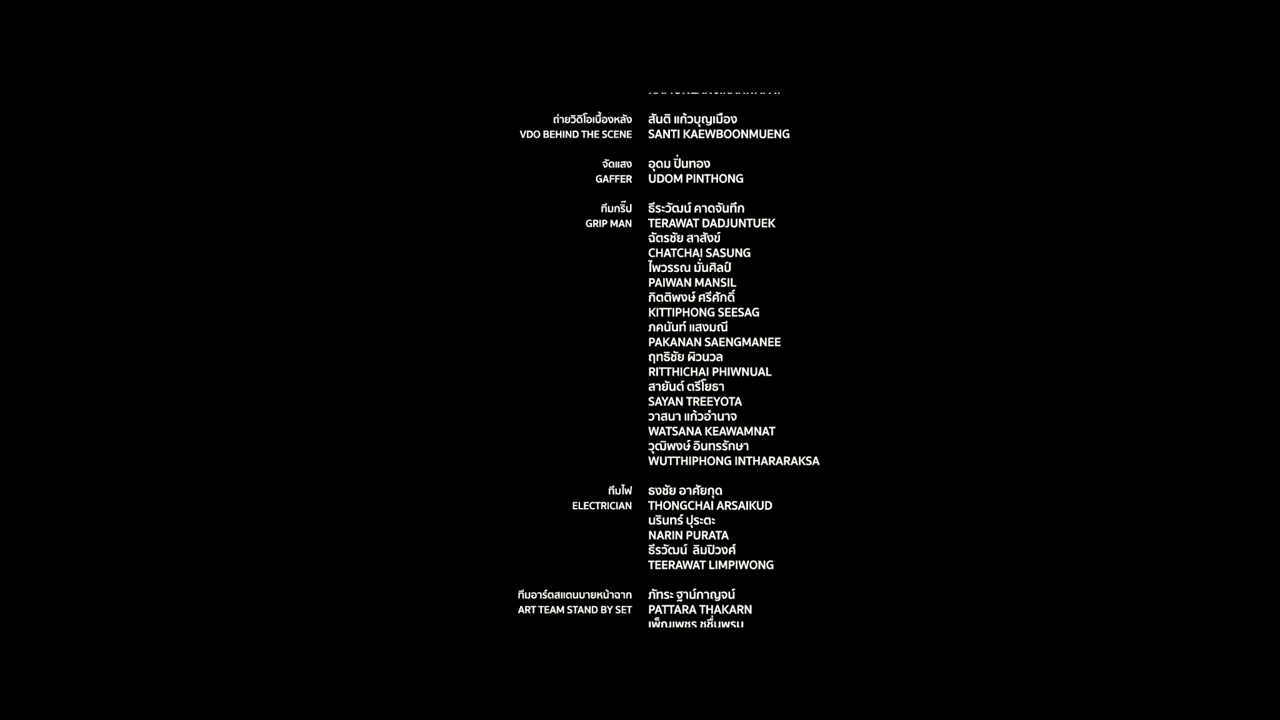 ถ่ายวิดิโอเบื้องหลัง สันติ แก้วบุญเมือง
VDO BEHIND THE SCENE SANTI KAEWBOONMUENG
จัดแสง อุดม ปิ่นทอง
GAFFER UDOM PINTHONG
ทีมกริ๊ป ธีระวัฒน์ คาดจันทึก
GRIP MAN TERAWAT DADJUNTUEK
ฉัตรชัย สาสังข์
CHATCHAI SASUNG
ไพวรรณ มั่นศิลป์
PAIWAN MANSIL
กิตติพงษ์ ศรีศักดิ์
KITTIPHONG SEESAG
ภคนันท์ แสงมณี
PAKANAN SAENGMANEE
ฤทธิชัย ผิวนวล
RITTHICHAI PHIWNUAL
สายันต์ ตรีโยธา
SAYAN TREEYOTA
วาสนา แก้วอำนาจ
WATSANA KEAWAMNAT
วุฒิพงษ์ อินทรรักษา
WUTTHIPHONG INTHARARAKSA
ทีมไฟ ธงชัย อาศัยกุด
ELECTRICIAN THONGCHAI ARSAIKUD
นรินทร์ ปุระตะ
NARIN PURATA
ธีรวัฒน์ ลิมปิวงศ์
TEERAWAT LIMPIWONG
ทีมอาร์ตสแตนบายหน้าฉาก ภัทระ ฐาน์กาญจน์
ART TEAM STAND BY SET PATTARA THAKARN